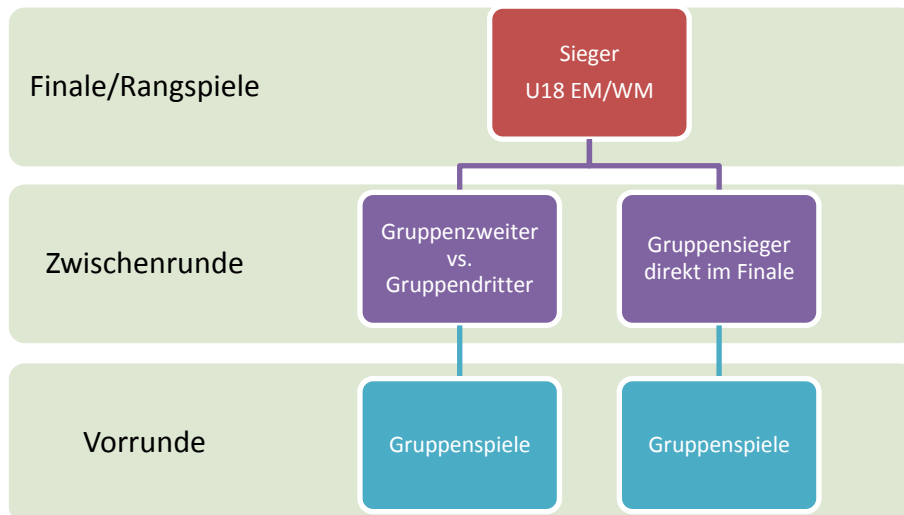 Finale/Rangspiele
Sieger
U18 EM/WM
Zwischenrunde
Gruppenzweiter
vs.
Gruppendritter
Gruppensieger
direkt im Finale
Vorrunde
Gruppenspiele
Gruppenspiele